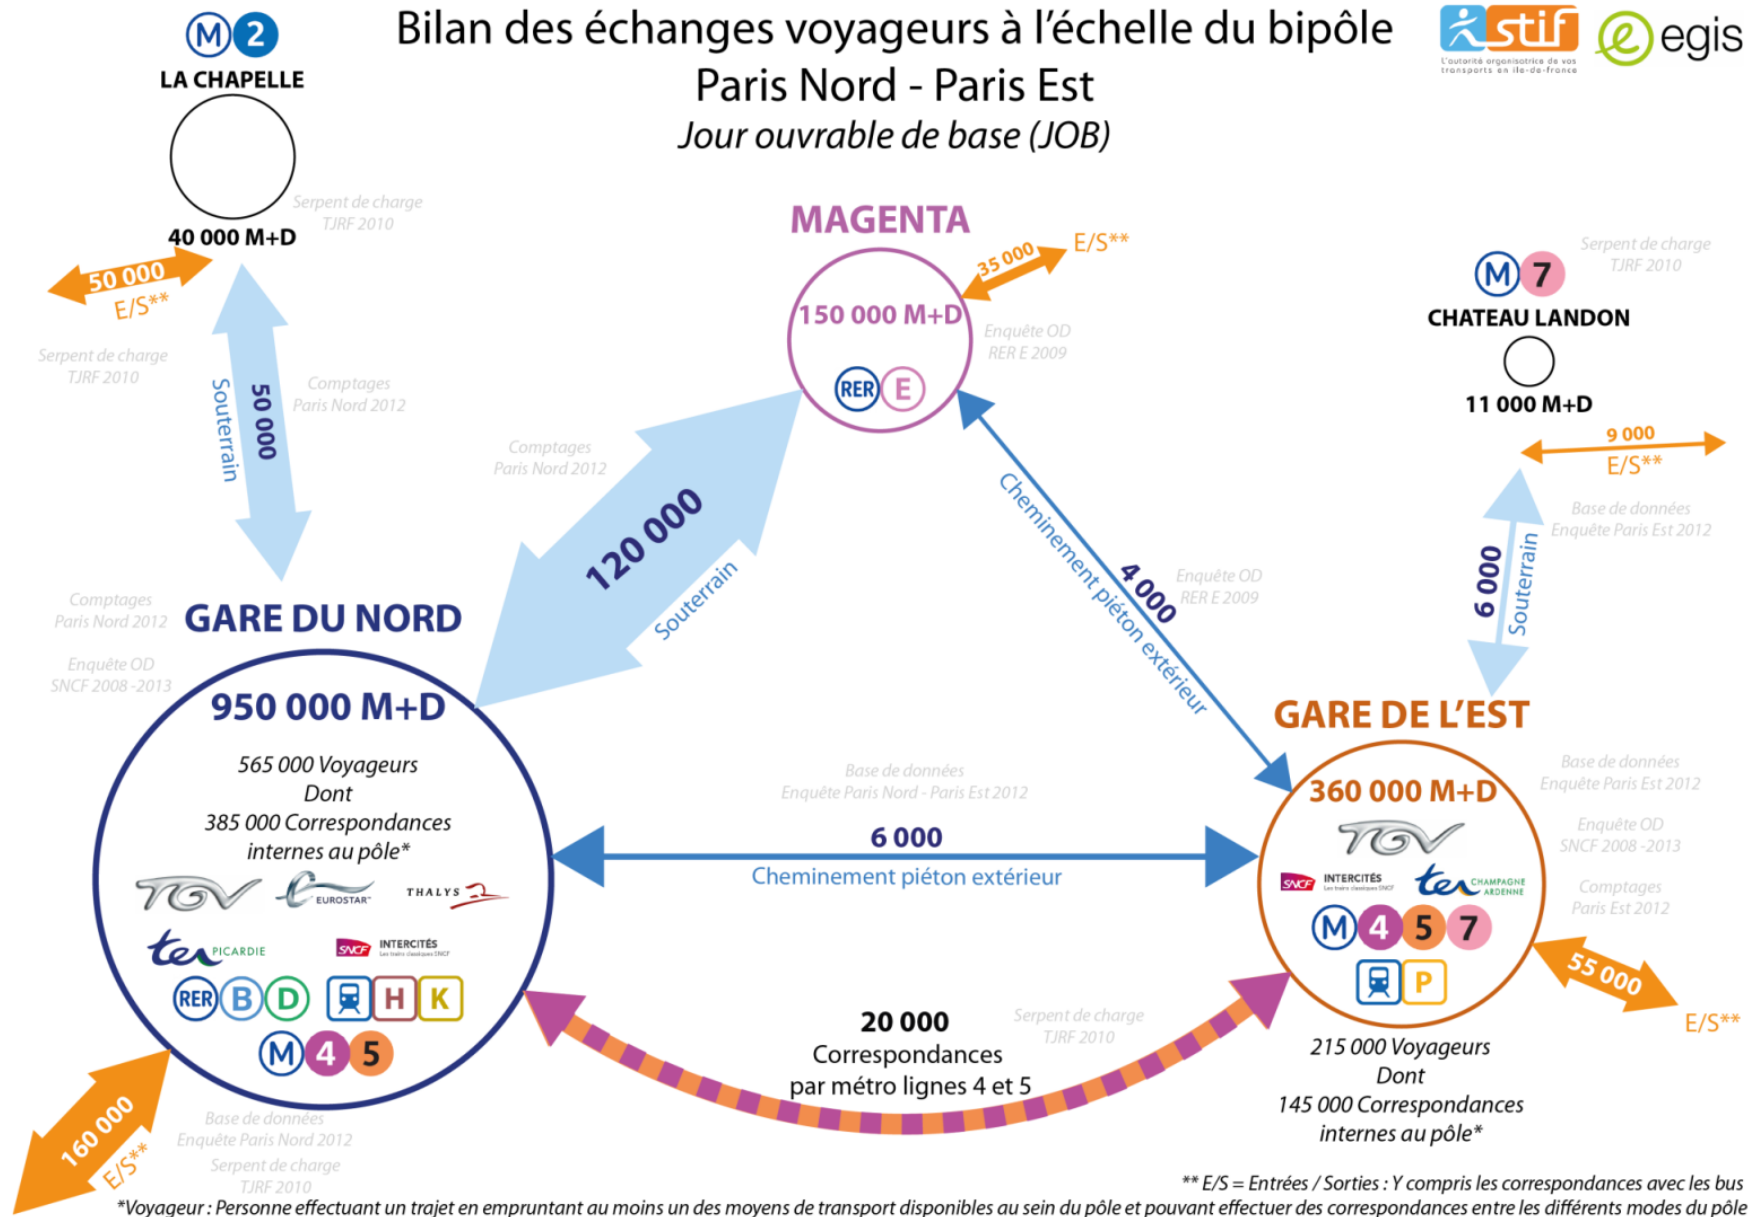 Bilan des échanges voyageurs à l'échelle du bipôle
Paris Nord - Paris Est
Jour ouvrable de base (JOB)
stif
L'autorité organisatrice de vos
transports en île-de-france
egis
M 2
LA CHAPELLE
Serpent de charge
TJRF 2010
40 000 M+D
50 000
E/S**
Serpent de charge
TJRF 2010
50 000
Souterrain
Comptages
Paris Nord 2012
MAGENTA
150 000 M+D
RER E
35 000
E/S**
Enquête OD
RER E 2009
Serpent de charge
TJRF 2010
M 7
CHATEAU LANDON
11 000 M+D
9 000
E/S**
Base de données
Enquête Paris Est 2012
6 000
Souterrain
Comptages
Paris Nord 2012
120 000
Souterrain
4 000
Cheminement piéton extérieur
Enquête OD
RER E 2009
Comptages
Paris Nord 2012
Enquête OD
SNCF 2008 -2013
GARE DU NORD
950 000 M+D
565 000 Voyageurs
Dont
385 000 Correspondances
internes au pôle*
TGV EUROSTAR THALYS
ter PICARDIE SNCF INTERCITÉS
Les trains classiques SNCF
RER B D H K
M 4 5
160 000
E/S**
Base de données
Enquête Paris Nord 2012
Serpent de charge
TJRF 2010
Base de données
Enquête Paris Nord - Paris Est 2012
6 000
Cheminement piéton extérieur
20 000
Correspondances
par métro lignes 4 et 5
Serpent de charge
TJRF 2010
GARE DE L'EST
360 000 M+D
TGV
SNCF INTERCITÉS
Les trains classiques SNCF
ter CHAMPAGNE
ARDENNE
M 4 5 7
P
Base de données
Enquête Paris Est 2012
Enquête OD
SNCF 2008 -2013
Comptages
Paris Est 2012
55 000
E/S**
215 000 Voyageurs
Dont
145 000 Correspondances
internes au pôle*
** E/S = Entrées / Sorties : Y compris les correspondances avec les bus
*Voyageur : Personne effectuant un trajet en empruntant au moins un des moyens de transport disponibles au sein du pôle et pouvant effectuer des correspondances entre les différents modes du pôle